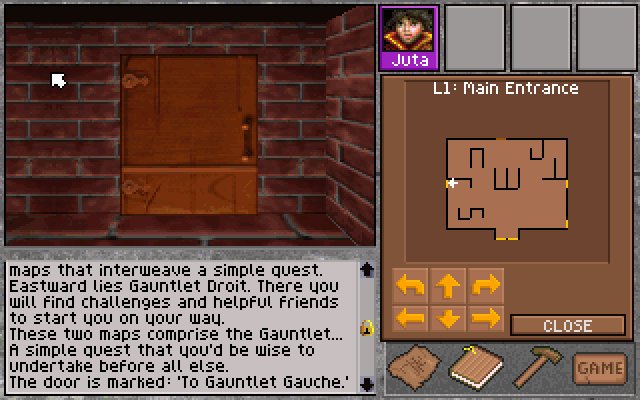 Juta
L1: Main Entrance
maps that interweave a simple quest.
Eastward lies Gauntlet Droit. There you
will find challenges and helpful friends
to start you on your way.
These two maps comprise the Gauntlet...
A simple quest that you'd be wise to
undertake before all else.
The door is marked: 'To Gauntlet Gauche.'
CLOSE
GAME